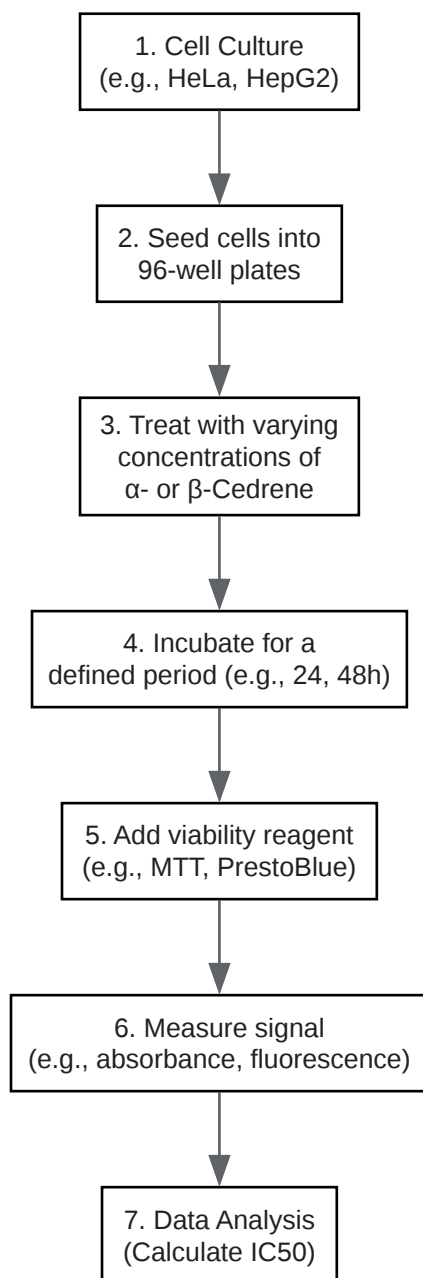 1. Cell Culture
(e.g., HeLa, HepG2)
2. Seed cells into
96-well plates
3. Treat with varying
concentrations of
α- or β-Cedrene
4. Incubate for a
defined period (e.g., 24, 48h)
5. Add viability reagent
(e.g., MTT, PrestoBlue)
6. Measure signal
(e.g., absorbance, fluorescence)
7. Data Analysis
(Calculate IC50)